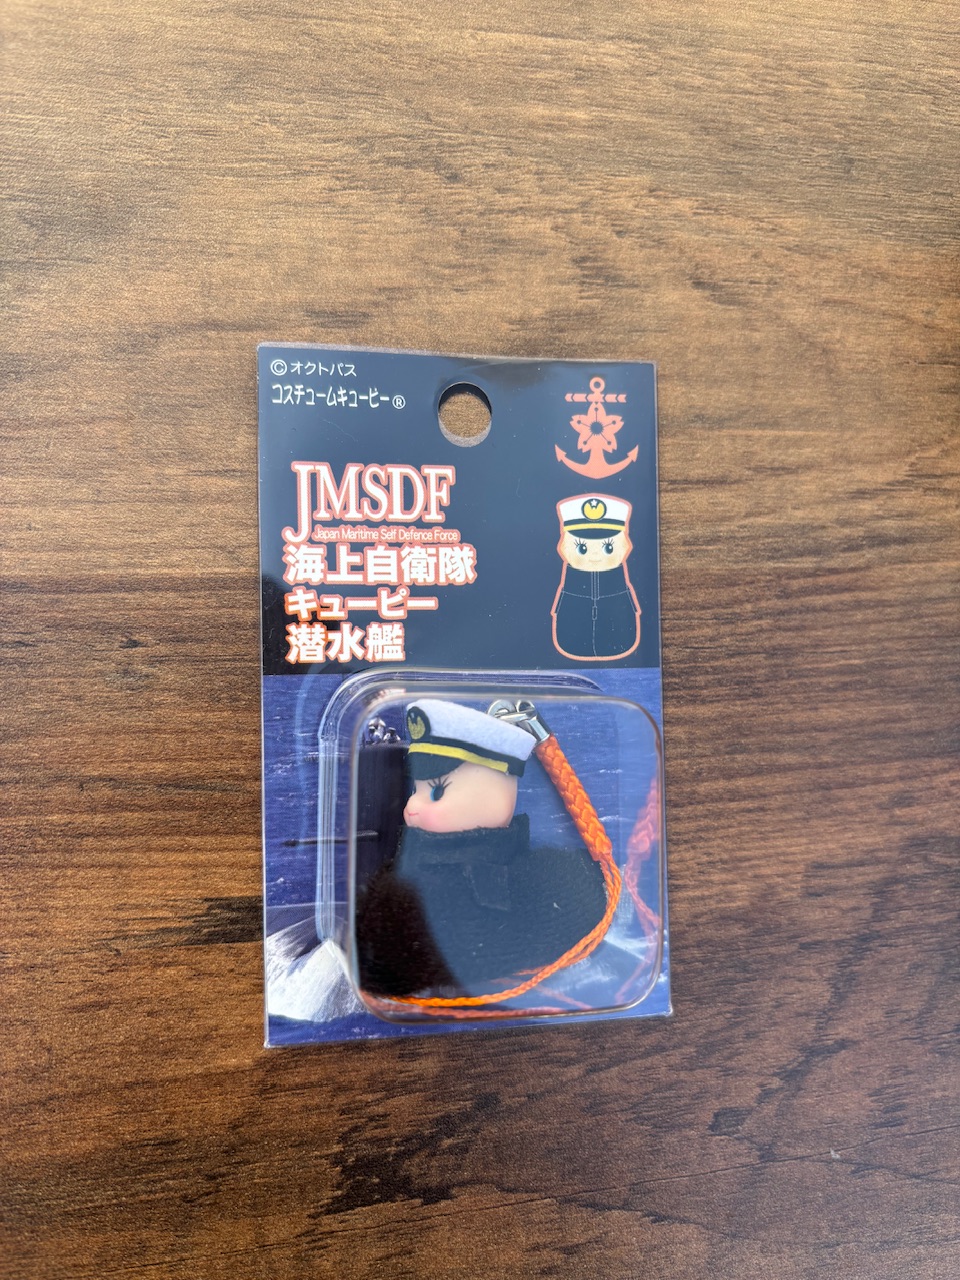 ©オクトパス
コスチュームキューピー®
JMSDF
Japan Maritime Self Defence Force
海上自衛隊
キューピー
潜水艦